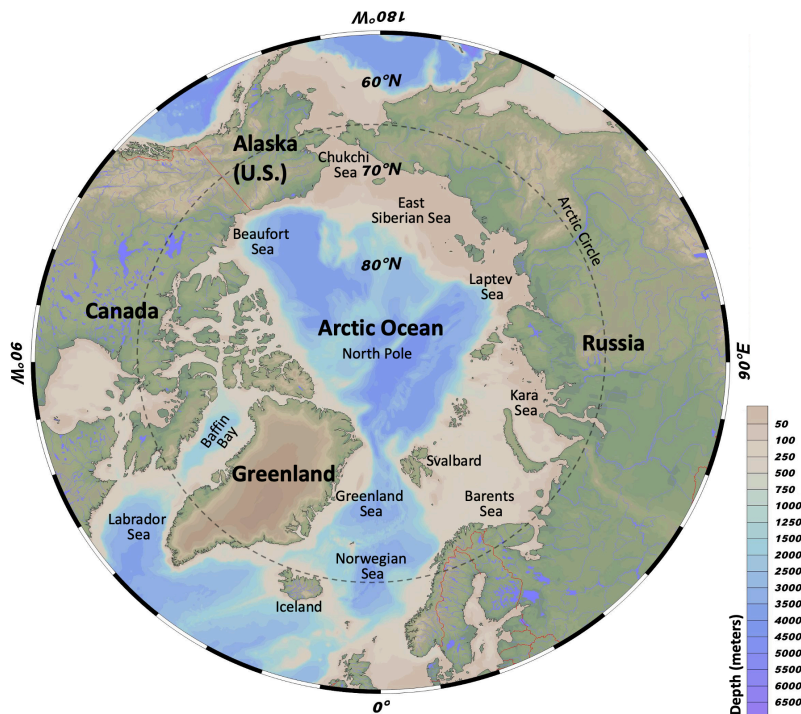 180°W
60°N
Alaska
(U.S.)
Chukchi
Sea
70°N
East
Siberian Sea
Arctic Circle
Beaufort
Sea
80°N
Laptev
Sea
Canada
Arctic Ocean
North Pole
Russia
90°W
90°E
Kara
Sea
Baffin
Bay
Greenland
Svalbard
Greenland
Sea
Barents
Sea
Labrador
Sea
Norwegian
Sea
Iceland
0°
Depth (meters)
50
100
250
500
750
1000
1250
1500
2000
2500
3000
3500
4000
4500
5000
5500
6000
6500